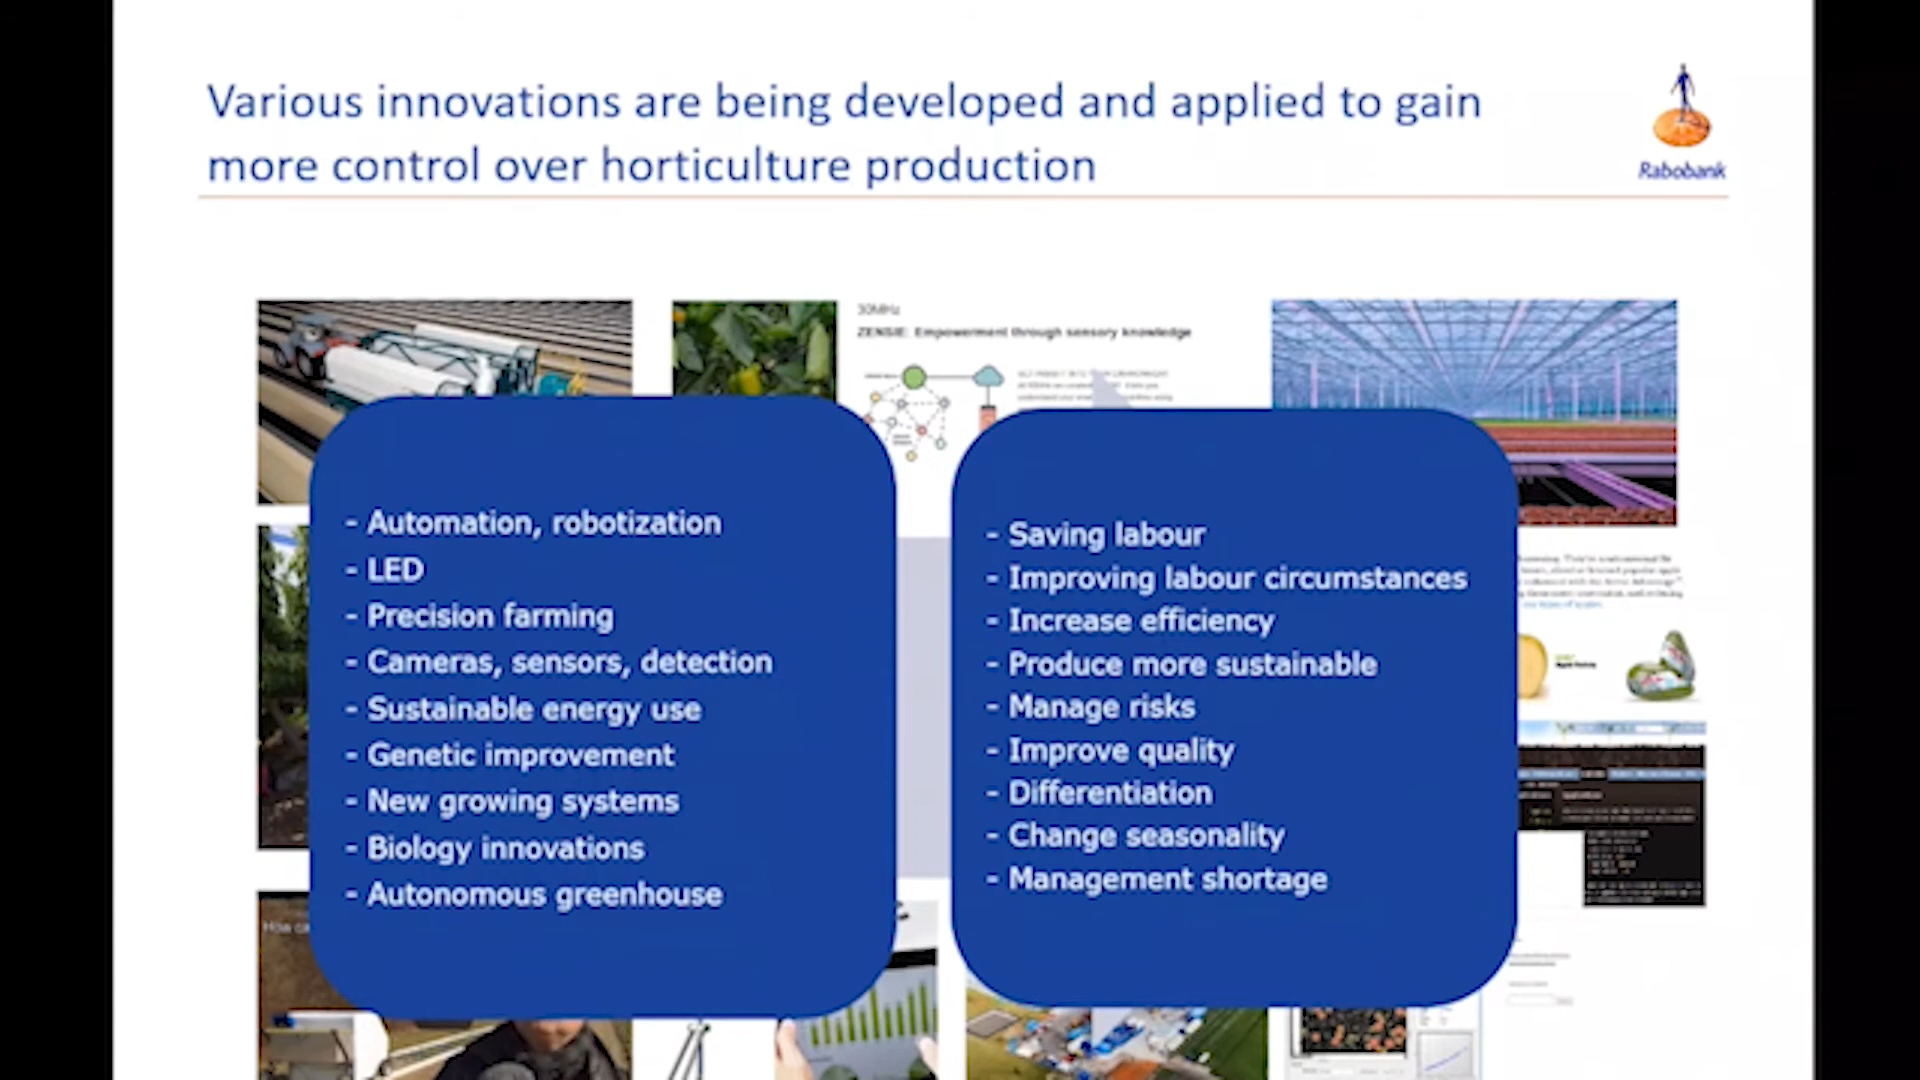 Various innovations are being developed and applied to gain
more control over horticulture production
Rabobank
30MHz
ZENSIE: Empowerment through sensory knowledge
- Automation, robotization
- LED
- Precision farming
- Cameras, sensors, detection
- Sustainable energy use
- Genetic improvement
- New growing systems
- Biology innovations
- Autonomous greenhouse
- Saving labour
- Improving labour circumstances
- Increase efficiency
- Produce more sustainable
- Manage risks
- Improve quality
- Differentiation
- Change seasonality
- Management shortage